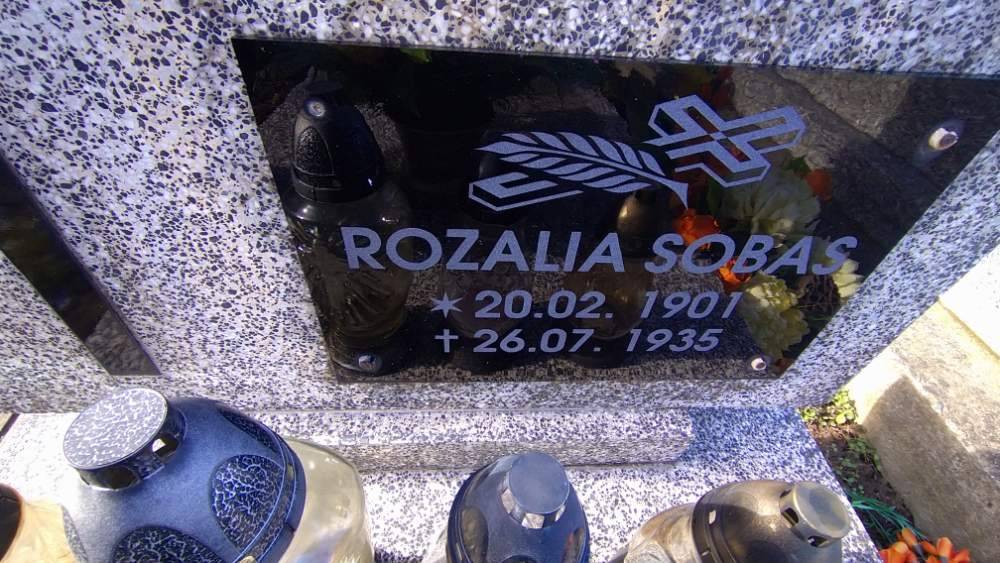 ROZALIA SOBAS
* 20.02. 1901
† 26.07. 1935